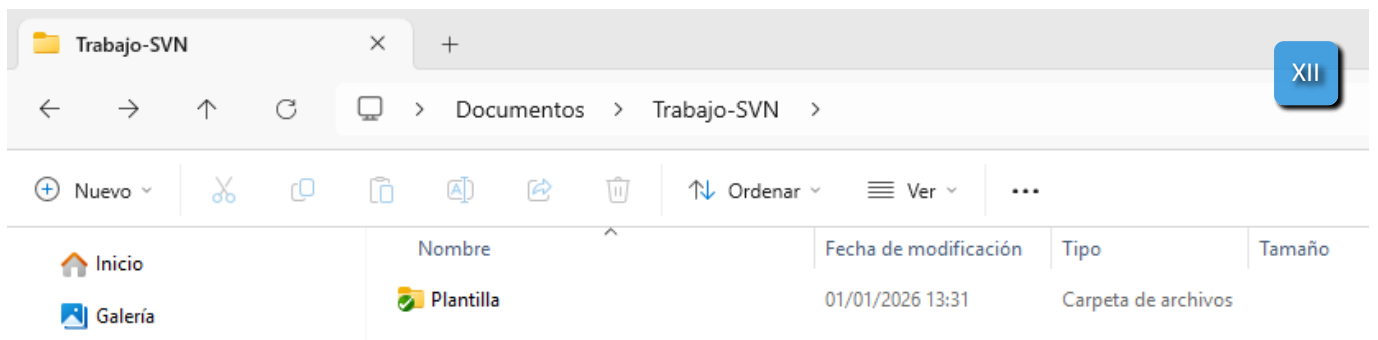 Trabajo-SVN
XII
Documentos > Trabajo-SVN >
Nuevo Ordenar Ver ...
Nombre Fecha de modificación Tipo Tamaño
Inicio
Plantilla 01/01/2026 13:31 Carpeta de archivos
Galería